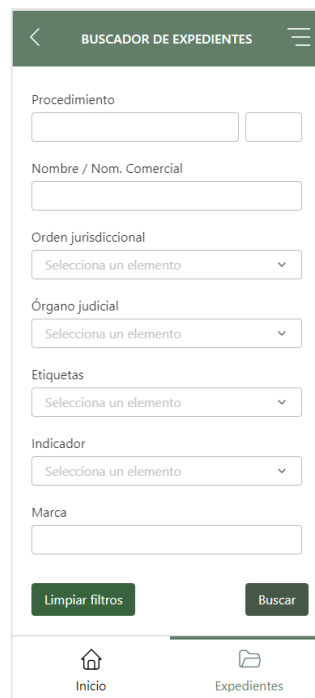 BUSCADOR DE EXPEDIENTES
Procedimiento
Nombre / Nom. Comercial
Orden jurisdiccional
Selecciona un elemento
Órgano judicial
Selecciona un elemento
Etiquetas
Selecciona un elemento
Indicador
Selecciona un elemento
Marca
Limpiar filtros Buscar
Inicio Expedientes